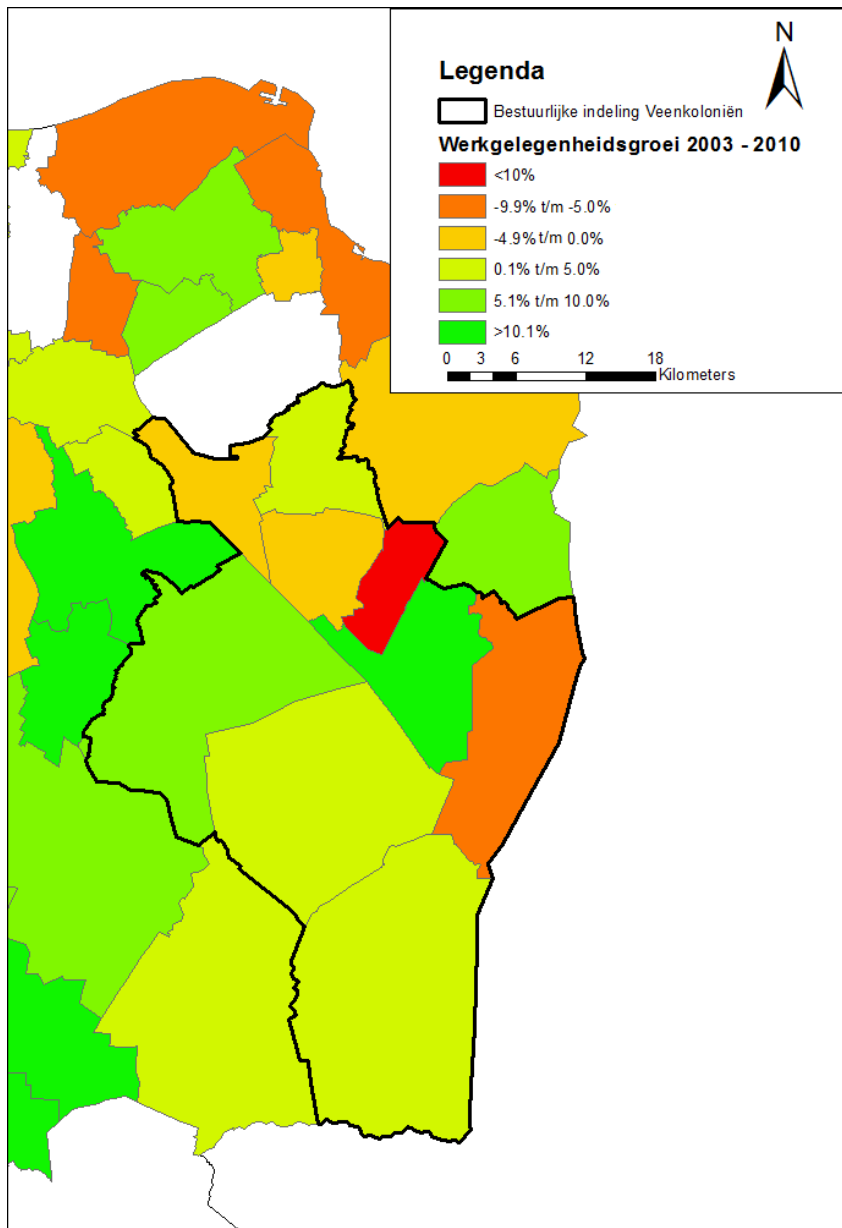 N
Legenda
Bestuurlijke indeling Veenkoloniën
Werkgelegenheidsgroei 2003 - 2010
<10%
-9.9% t/m -5.0%
-4.9% t/m 0.0%
0.1% t/m 5.0%
5.1% t/m 10.0%
>10.1%
0 3 6 12 18
Kilometers